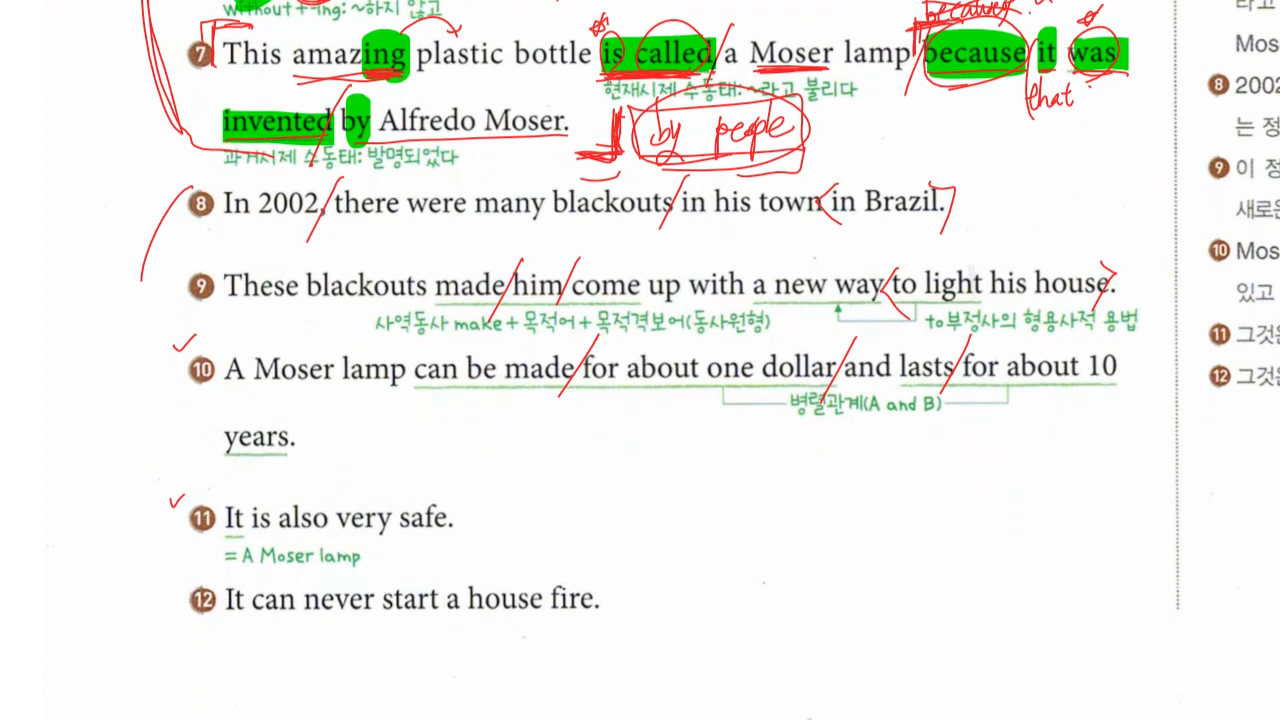 without + -ing: ~하지 않고
because
7 This amazing plastic bottle is called a Moser lamp because it was
현재시제 수동태: ~라고 불리다
that
invented by Alfredo Moser.
by people
과거시제 수동태: 발명되었다
8 In 2002, there were many blackouts in his town in Brazil.
9 These blackouts made him come up with a new way to light his house.
사역동사 make + 목적어 + 목적격보어(동사원형)
to부정사의 형용사적 용법
10 A Moser lamp can be made for about one dollar and lasts for about 10
병렬관계(A and B)
years.
11 It is also very safe.
= A Moser lamp
12 It can never start a house fire.
라고
Mos
8 2002
는 정
9 이 정
새로운
10 Mos
있고
11 그것은
12 그것은